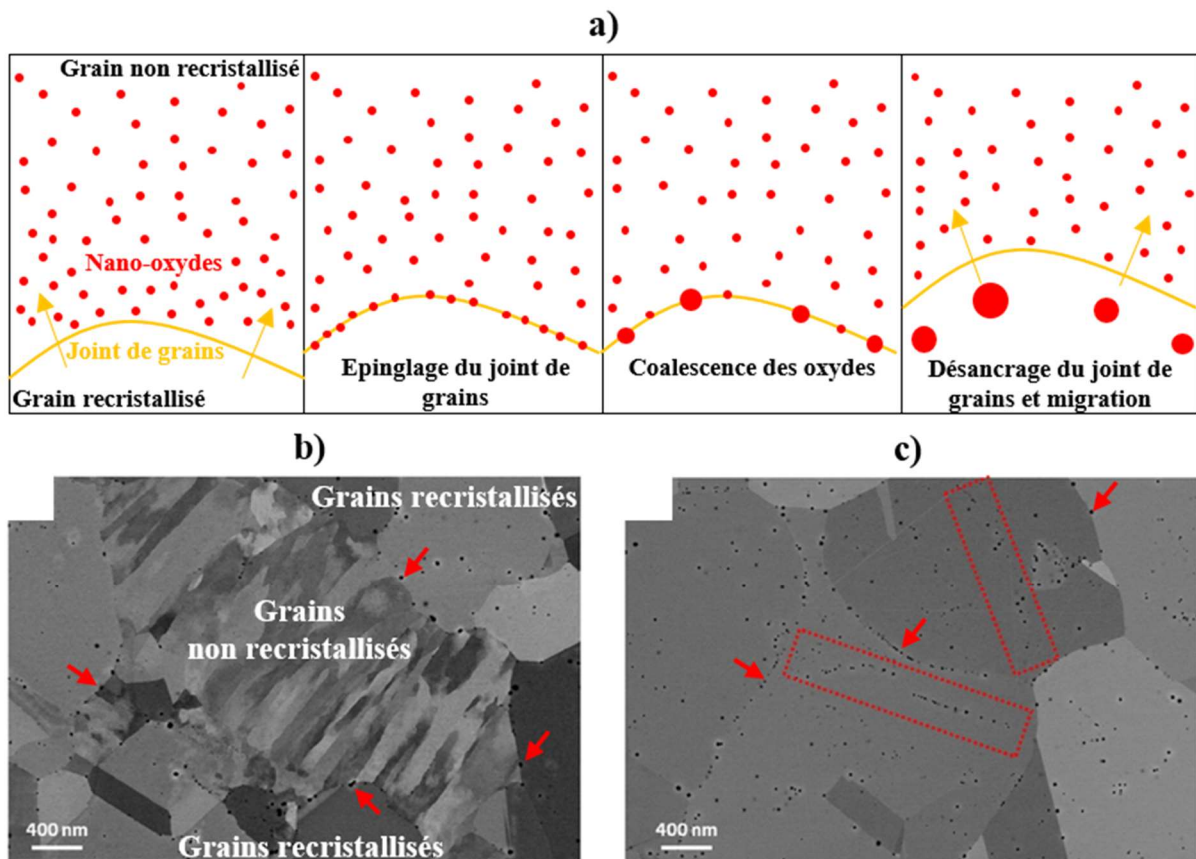 a)
Grain non recristallisé
Nano-oxydes
Joint de grains
Grain recristallisé
Epinglage du joint de
grains
Coalescence des oxydes
Désancrage du joint de
grains et migration
b)
Grains recristallisés
Grains
non recristallisés
Grains recristallisés
400 nm
c)
400 nm